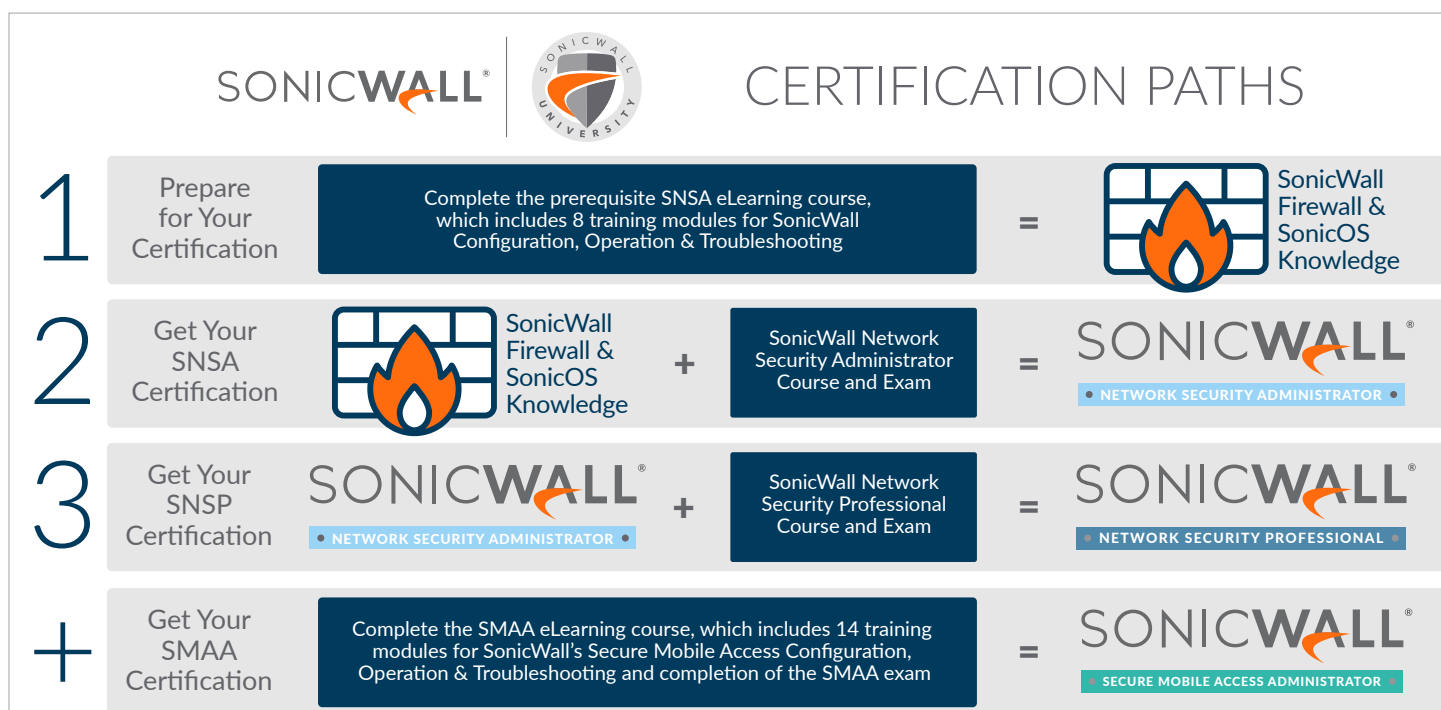 SONICWALL®
SONICWALL
UNIVERSITY
CERTIFICATION PATHS
1
Prepare
for Your
Certification
Complete the prerequisite SNSA eLearning course,
which includes 8 training modules for SonicWall
Configuration, Operation & Troubleshooting
=
SonicWall
Firewall &
SonicOS
Knowledge
2
Get Your
SNSA
Certification
SonicWall
Firewall &
SonicOS
Knowledge
+
SonicWall Network
Security Administrator
Course and Exam
=
SONICWALL®
• NETWORK SECURITY ADMINISTRATOR •
3
Get Your
SNSP
Certification
SONICWALL®
• NETWORK SECURITY ADMINISTRATOR •
+
SonicWall Network
Security Professional
Course and Exam
=
SONICWALL®
• NETWORK SECURITY PROFESSIONAL •
+
Get Your
SMAA
Certification
Complete the SMAA eLearning course, which includes 14 training
modules for SonicWall’s Secure Mobile Access Configuration,
Operation & Troubleshooting and completion of the SMAA exam
=
SONICWALL®
• SECURE MOBILE ACCESS ADMINISTRATOR •